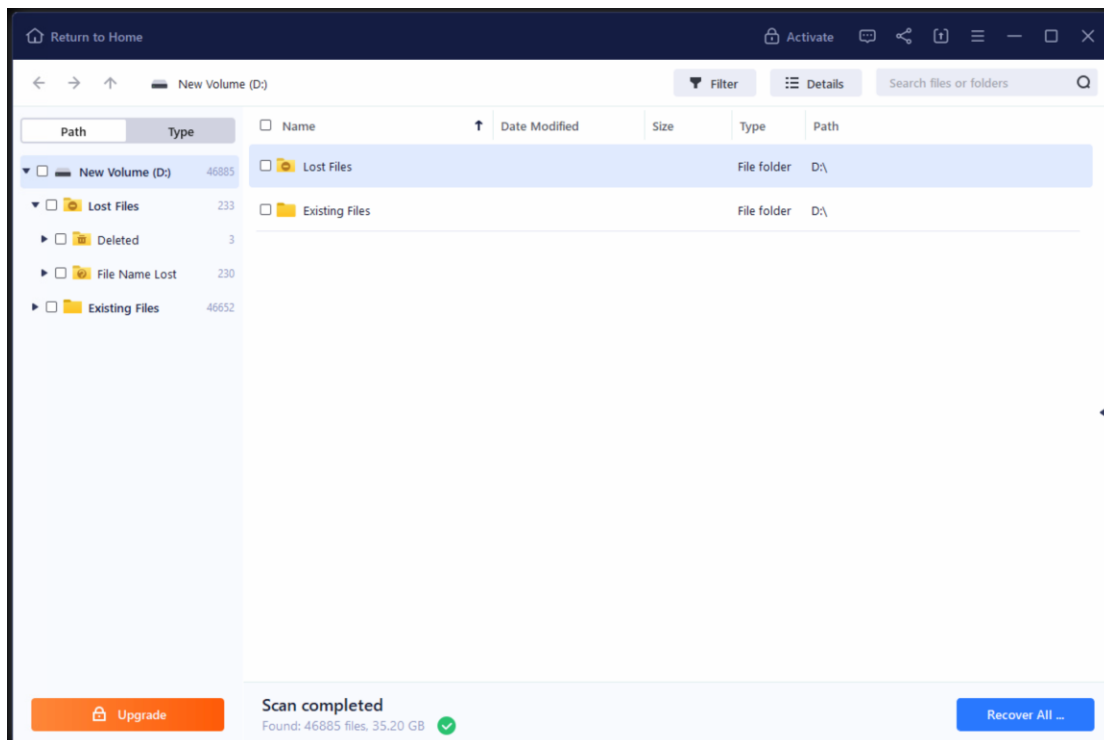 Return to Home
Activate
New Volume (D:)
Filter
Details
Search files or folders
Path Type
Name Date Modified Size Type Path
New Volume (D:) 46885
Lost Files 233
Deleted 3
File Name Lost 230
Existing Files 46652
Lost Files File folder D:\
Existing Files File folder D:\
Upgrade
Scan completed
Found: 46885 files, 35.20 GB
Recover All ...